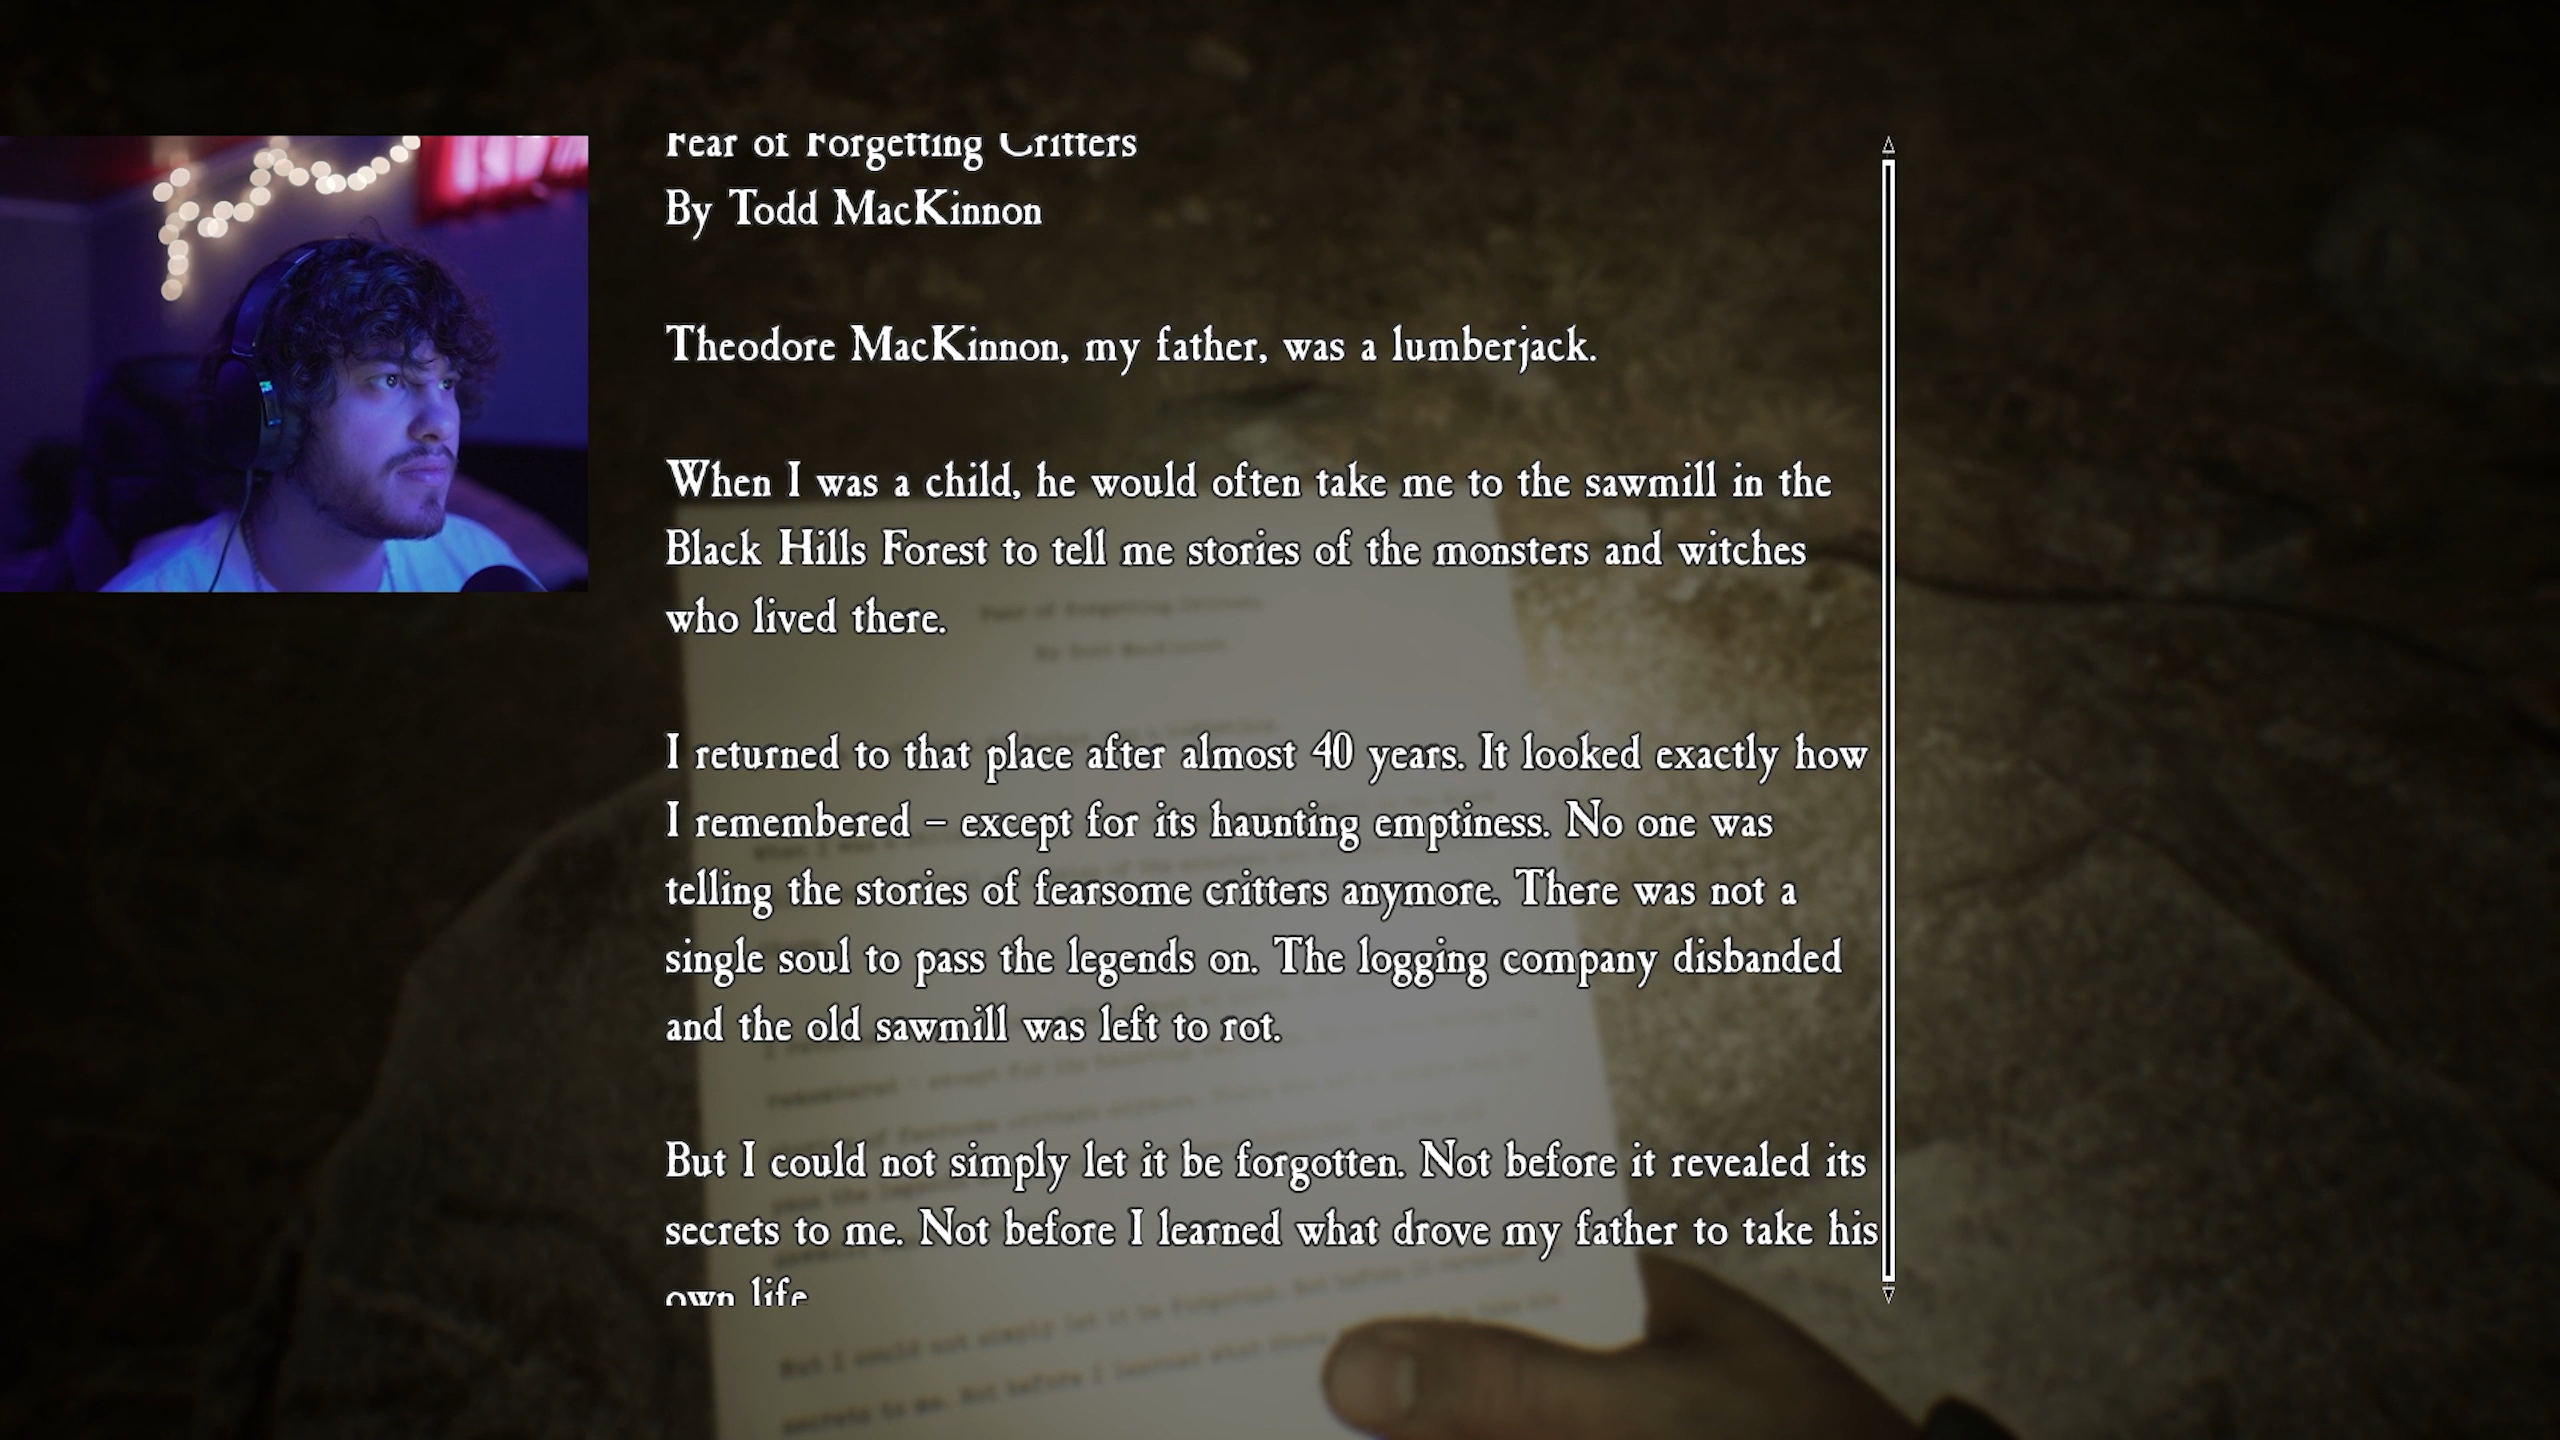 Fear of Forgetting Critters
By Todd MacKinnon
Theodore MacKinnon, my father, was a lumberjack.
When I was a child, he would often take me to the sawmill in the
Black Hills Forest to tell me stories of the monsters and witches
who lived there.
I returned to that place after almost 40 years. It looked exactly how
I remembered – except for its haunting emptiness. No one was
telling the stories of fearsome critters anymore. There was not a
single soul to pass the legends on. The logging company disbanded
and the old sawmill was left to rot.
But I could not simply let it be forgotten. Not before it revealed its
secrets to me. Not before I learned what drove my father to take his
own life